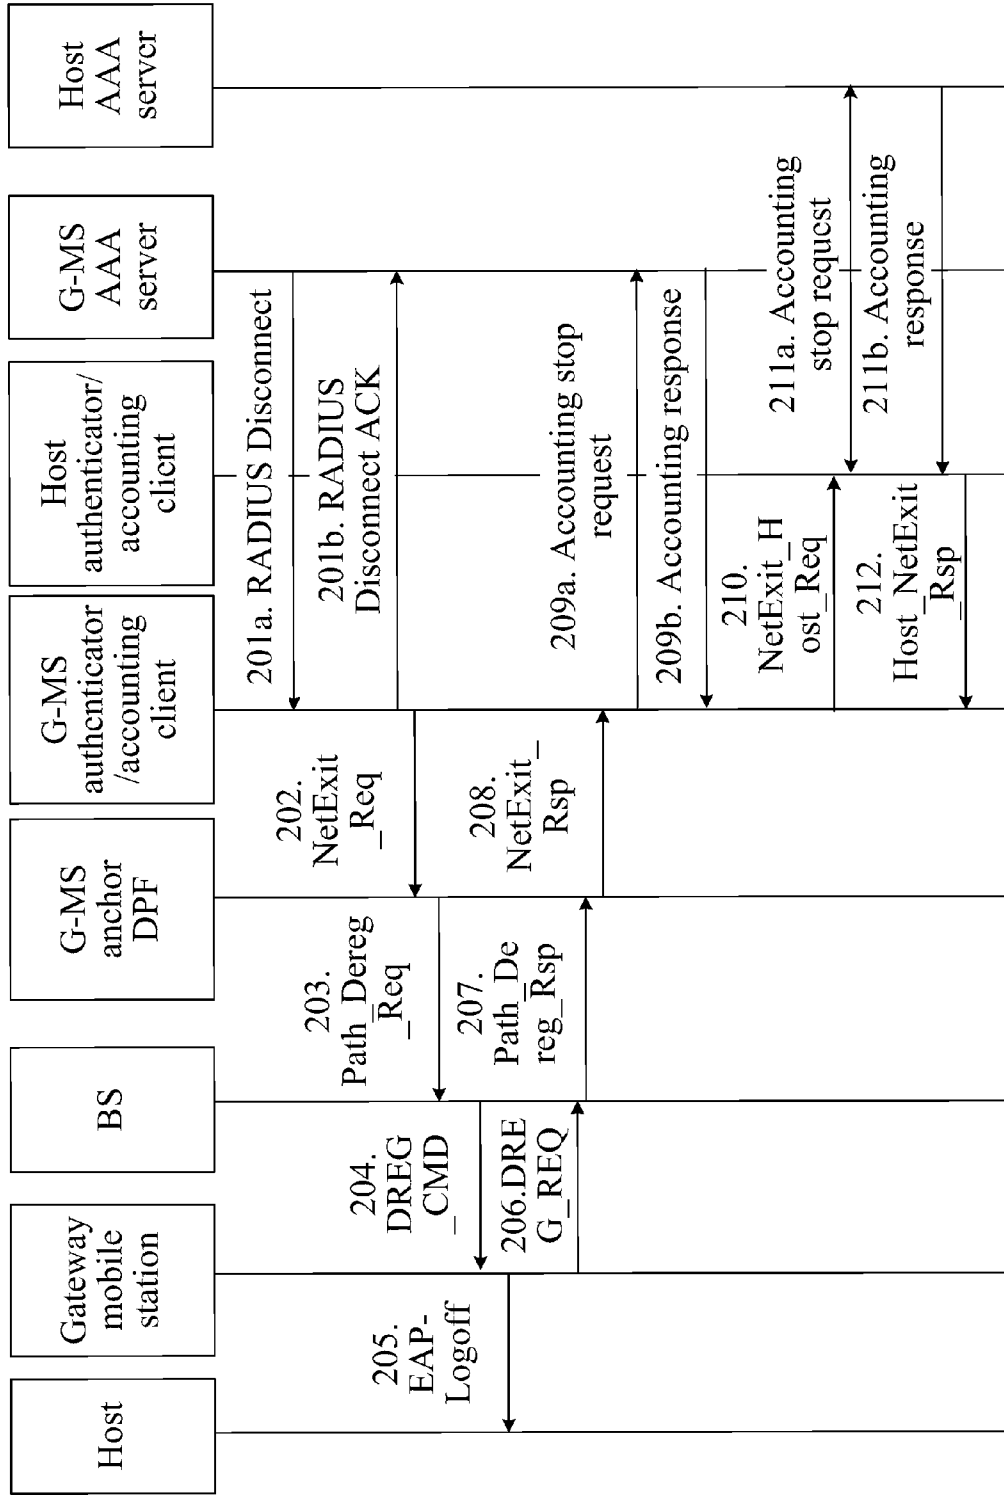 Host
Gateway
mobile
station
BS
G-MS
anchor
DPF
G-MS
authenticator
/accounting
client
Host
authenticator/
accounting
client
G-MS
AAA
server
Host
AAA
server
201a. RADIUS Disconnect
201b. RADIUS
Disconnect ACK
202.
NetExit
_Req
203.
Path_Dereg
_Req
204.
DREG
_CMD
205.
EAP-
Logoff
206.DRE
G_REQ
207.
Path_De
reg_Rsp
208.
NetExit_
Rsp
209a. Accounting stop
request
209b. Accounting response
210.
NetExit_H
ost_Req
211a. Accounting
stop request
211b. Accounting
response
212.
Host_NetExit
_Rsp